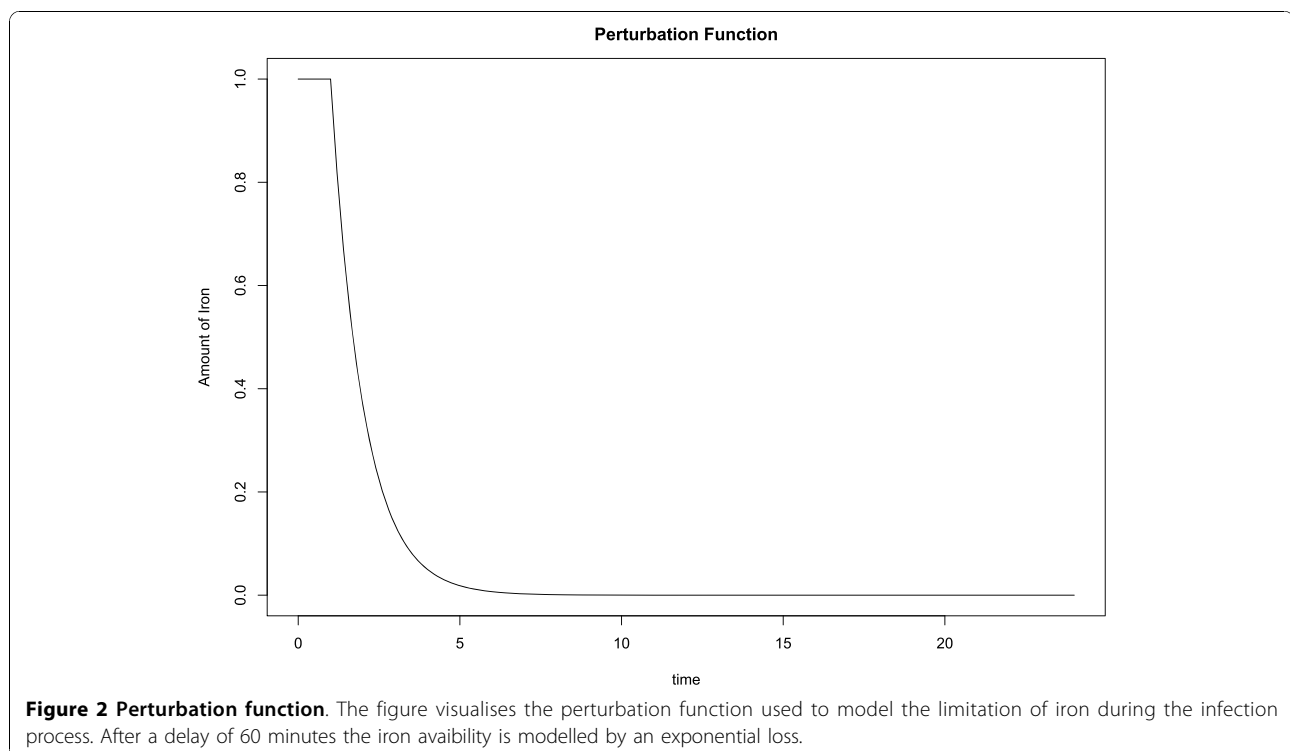 Perturbation Function
Amount of Iron
1.0
0.8
0.6
0.4
0.2
0.0
0 5 10 15 20
time
Figure 2 Perturbation function. The figure visualises the perturbation function used to model the limitation of iron during the infection
process. After a delay of 60 minutes the iron avaibility is modelled by an exponential loss.